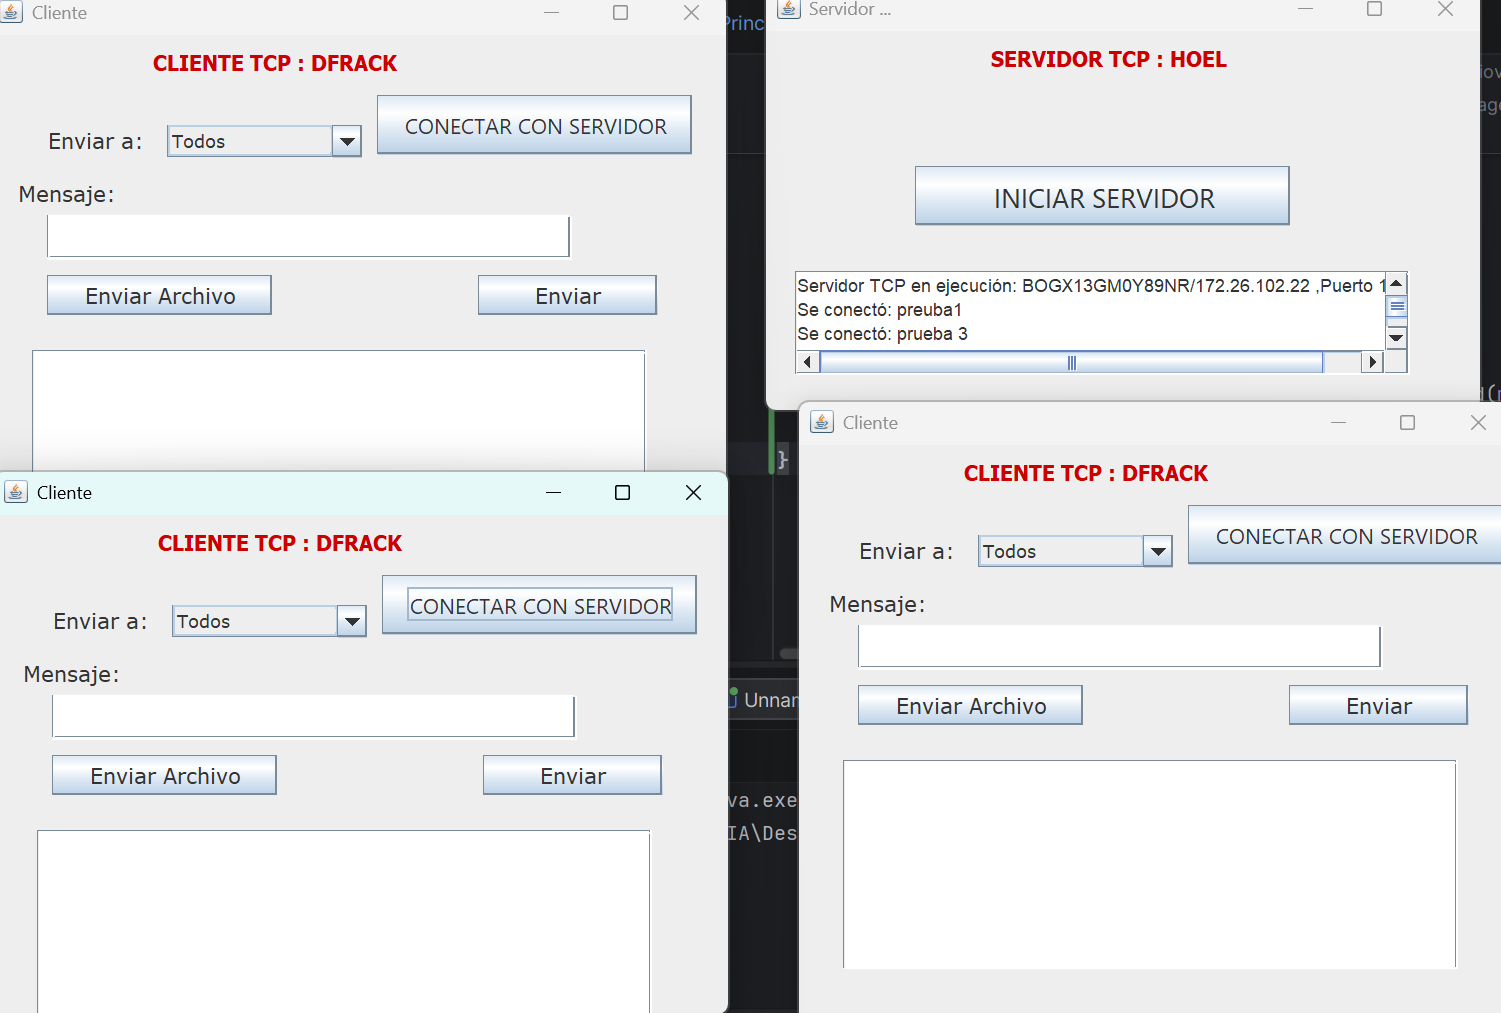 Cliente
CLIENTE TCP : DFRACK
CONECTAR CON SERVIDOR
Enviar a:
Todos
Mensaje:
Enviar Archivo
Enviar
Servidor ...
SERVIDOR TCP : HOEL
INICIAR SERVIDOR
Servidor TCP en ejecución: BOGX13GM0Y89NR/172.26.102.22 ,Puerto 1
Se conectó: preuba1
Se conectó: prueba 3
Cliente
CLIENTE TCP : DFRACK
CONECTAR CON SERVIDOR
Enviar a:
Todos
Mensaje:
Enviar Archivo
Enviar
Cliente
CLIENTE TCP : DFRACK
CONECTAR CON SERVIDOR
Enviar a:
Todos
Mensaje:
Enviar Archivo
Enviar
Princ
}
Unnar
va.exe
IA\Des